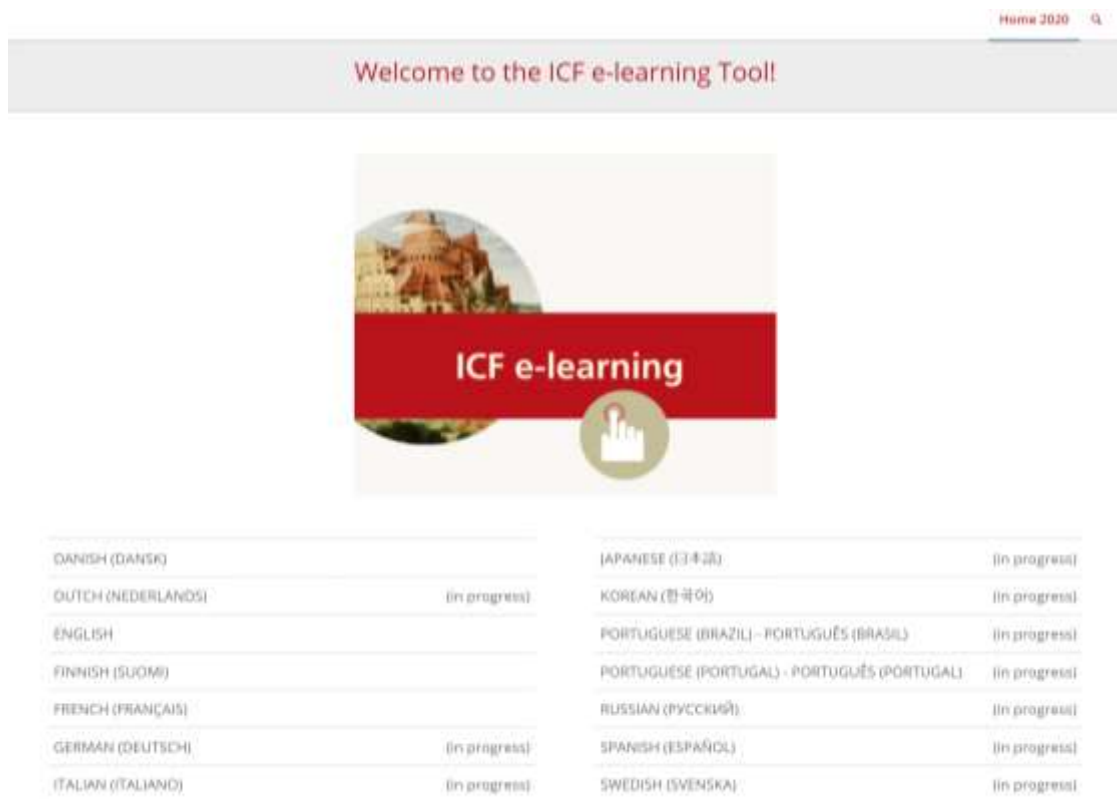 Home 2020
Welcome to the ICF e-learning Tool!
ICF e-learning
DANISH (DANSK)
DUTCH (NEDERLANDS) (in progress)
ENGLISH
FINNISH (SUOMI)
FRENCH (FRANÇAIS)
GERMAN (DEUTSCH) (in progress)
ITALIAN (ITALIANO) (in progress)
JAPANESE (日本語) (in progress)
KOREAN (한국어) (in progress)
PORTUGUESE (BRAZIL) - PORTUGUÊS (BRASIL) (in progress)
PORTUGUESE (PORTUGAL) - PORTUGUÊS (PORTUGAL) (in progress)
RUSSIAN (РУССКИЙ) (in progress)
SPANISH (ESPAÑOL) (in progress)
SWEDISH (SVENSKA) (in progress)